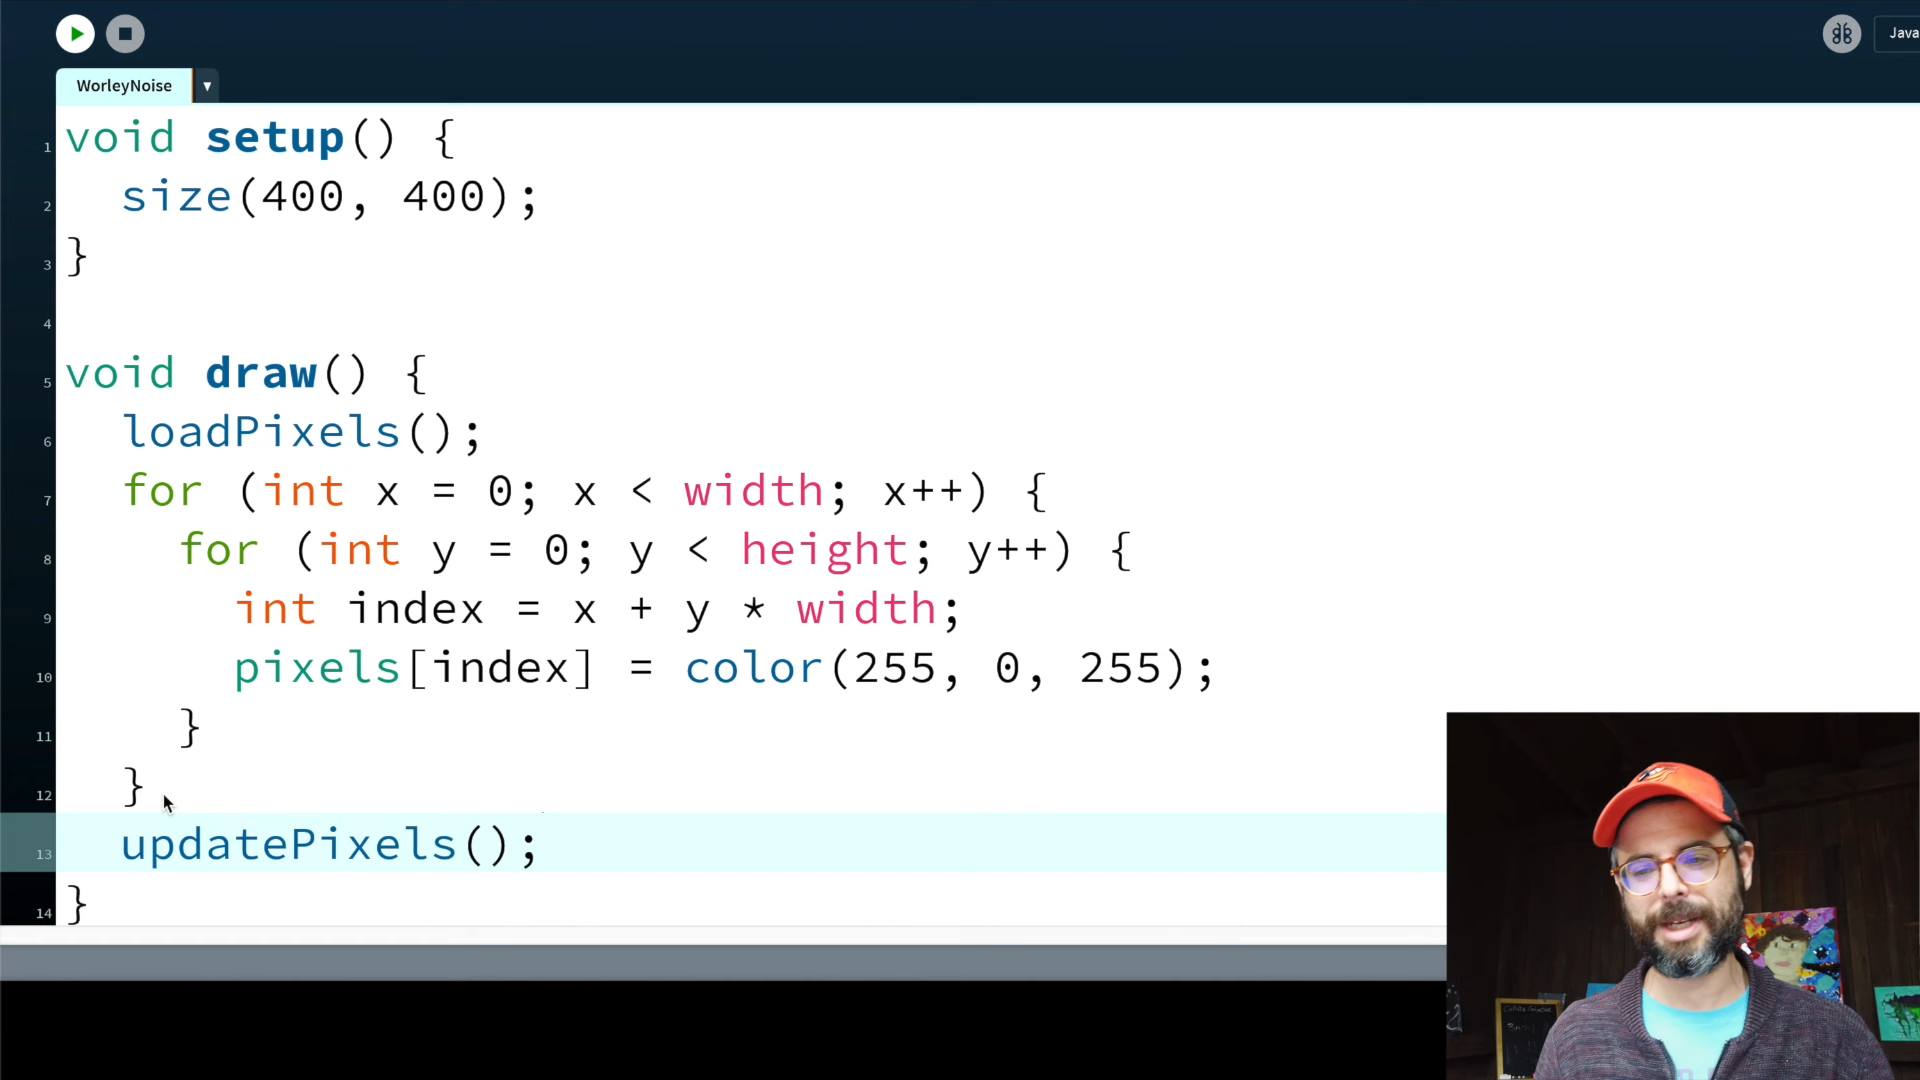 Java
WorleyNoise
1 void setup() {
2   size(400, 400);
3 }
4
5 void draw() {
6   loadPixels();
7   for (int x = 0; x < width; x++) {
8     for (int y = 0; y < height; y++) {
9       int index = x + y * width;
10       pixels[index] = color(255, 0, 255);
11     }
12   }
13   updatePixels();
14 }